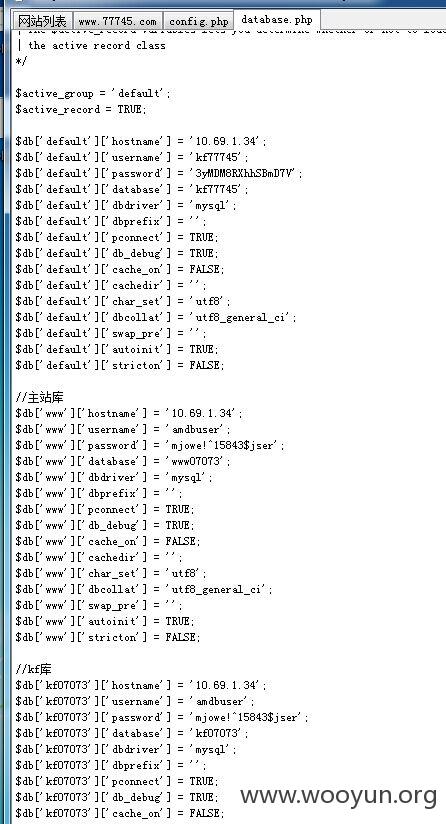 网站列表 www.77745.com config.php database.php
| the active record class
*/
$active_group = 'default';
$active_record = TRUE;
$db['default']['hostname'] = '10.69.1.34';
$db['default']['username'] = 'kf77745';
$db['default']['password'] = '3yMDM8RXhhSBmD7V';
$db['default']['database'] = 'kf77745';
$db['default']['dbdriver'] = 'mysql';
$db['default']['dbprefix'] = '';
$db['default']['pconnect'] = TRUE;
$db['default']['db_debug'] = TRUE;
$db['default']['cache_on'] = FALSE;
$db['default']['cachedir'] = '';
$db['default']['char_set'] = 'utf8';
$db['default']['dbcollat'] = 'utf8_general_ci';
$db['default']['swap_pre'] = '';
$db['default']['autoinit'] = TRUE;
$db['default']['stricton'] = FALSE;
//主站库
$db['www']['hostname'] = '10.69.1.34';
$db['www']['username'] = 'amdbuser';
$db['www']['password'] = 'mjowe!^15843$jser';
$db['www']['database'] = 'www07073';
$db['www']['dbdriver'] = 'mysql';
$db['www']['dbprefix'] = '';
$db['www']['pconnect'] = TRUE;
$db['www']['db_debug'] = TRUE;
$db['www']['cache_on'] = FALSE;
$db['www']['cachedir'] = '';
$db['www']['char_set'] = 'utf8';
$db['www']['dbcollat'] = 'utf8_general_ci';
$db['www']['swap_pre'] = '';
$db['www']['autoinit'] = TRUE;
$db['www']['stricton'] = FALSE;
//kf库
$db['kf07073']['hostname'] = '10.69.1.34';
$db['kf07073']['username'] = 'amdbuser';
$db['kf07073']['password'] = 'mjowe!^15843$jser';
$db['kf07073']['database'] = 'kf07073';
$db['kf07073']['dbdriver'] = 'mysql';
$db['kf07073']['dbprefix'] = '';
$db['kf07073']['pconnect'] = TRUE;
$db['kf07073']['db_debug'] = TRUE;
$db['kf07073']['cache_on'] = FALSE;
www.wooyun.org